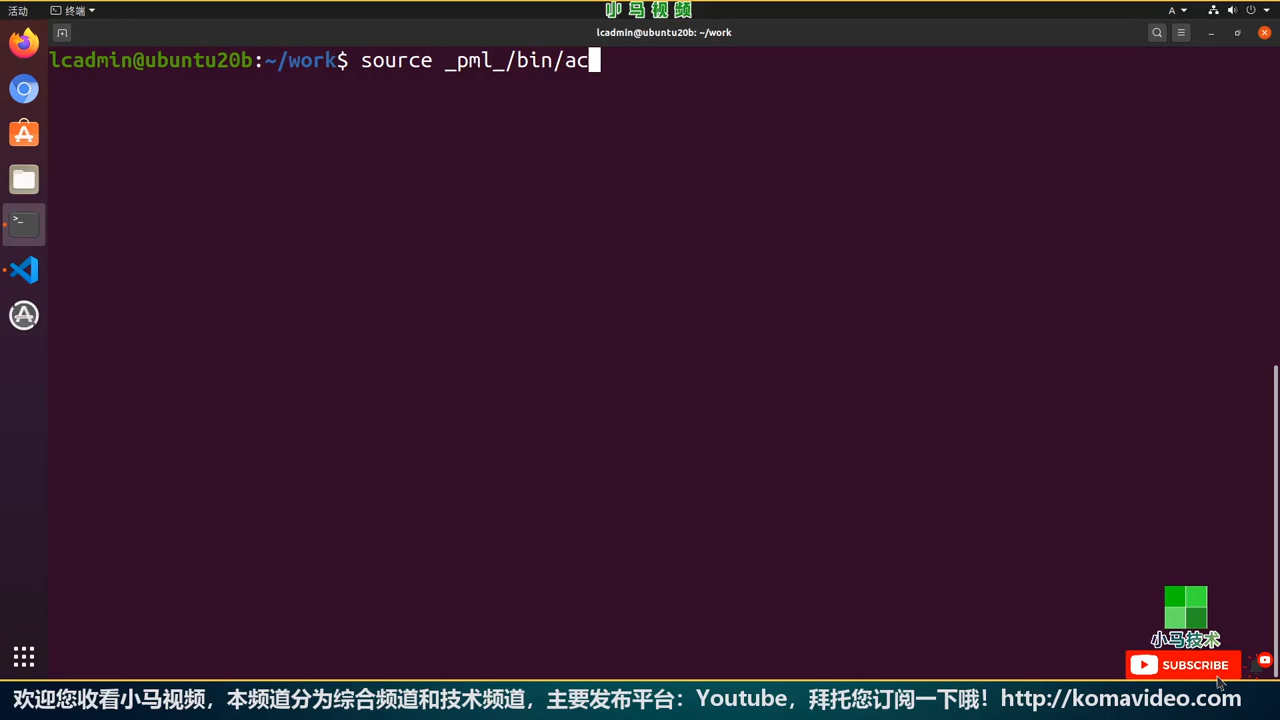 小马视频
活动 终端 A
lcadmin@ubuntu20b: ~/work
lcadmin@ubuntu20b:~/work$ source _pml_/bin/ac
小马技术
SUBSCRIBE
欢迎您收看小马视频，本频道分为综合频道和技术频道，主要发布平台：Youtube，拜托您订阅一下哦！http://komavideo.com